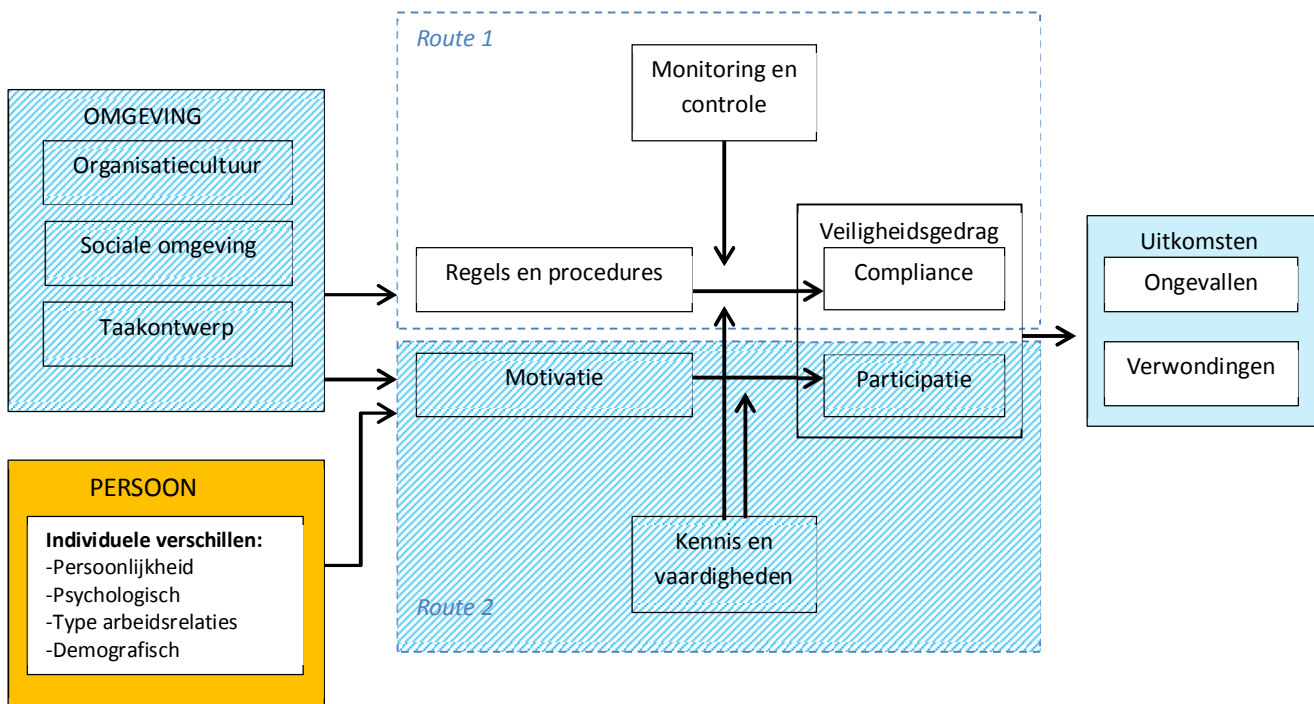 OMGEVING
Organisatiecultuur
Sociale omgeving
Taakontwerp
PERSOON
Individuele verschillen:
-Persoonlijkheid
-Psychologisch
-Type arbeidsrelaties
-Demografisch
Route 1
Monitoring en
controle
Regels en procedures
Veiligheidsgedrag
Compliance
Motivatie
Participatie
Kennis en
vaardigheden
Route 2
Uitkomsten
Ongevallen
Verwondingen